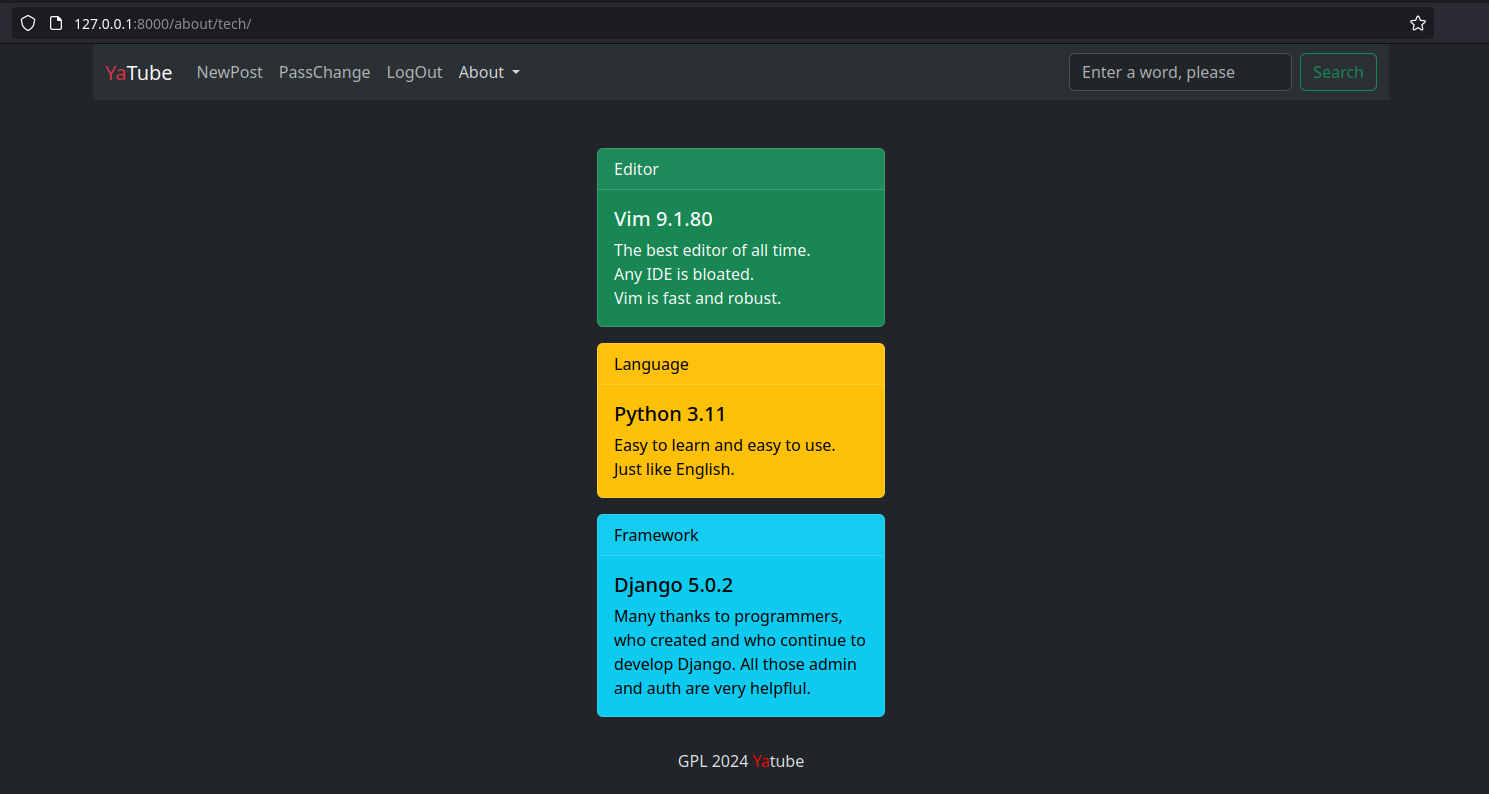 127.0.0.1:8000/about/tech/
YaTube NewPost PassChange LogOut About Enter a word, please Search
Editor
Vim 9.1.80
The best editor of all time.
Any IDE is bloated.
Vim is fast and robust.
Language
Python 3.11
Easy to learn and easy to use.
Just like English.
Framework
Django 5.0.2
Many thanks to programmers,
who created and who continue to
develop Django. All those admin
and auth are very helpflul.
GPL 2024 Yatube